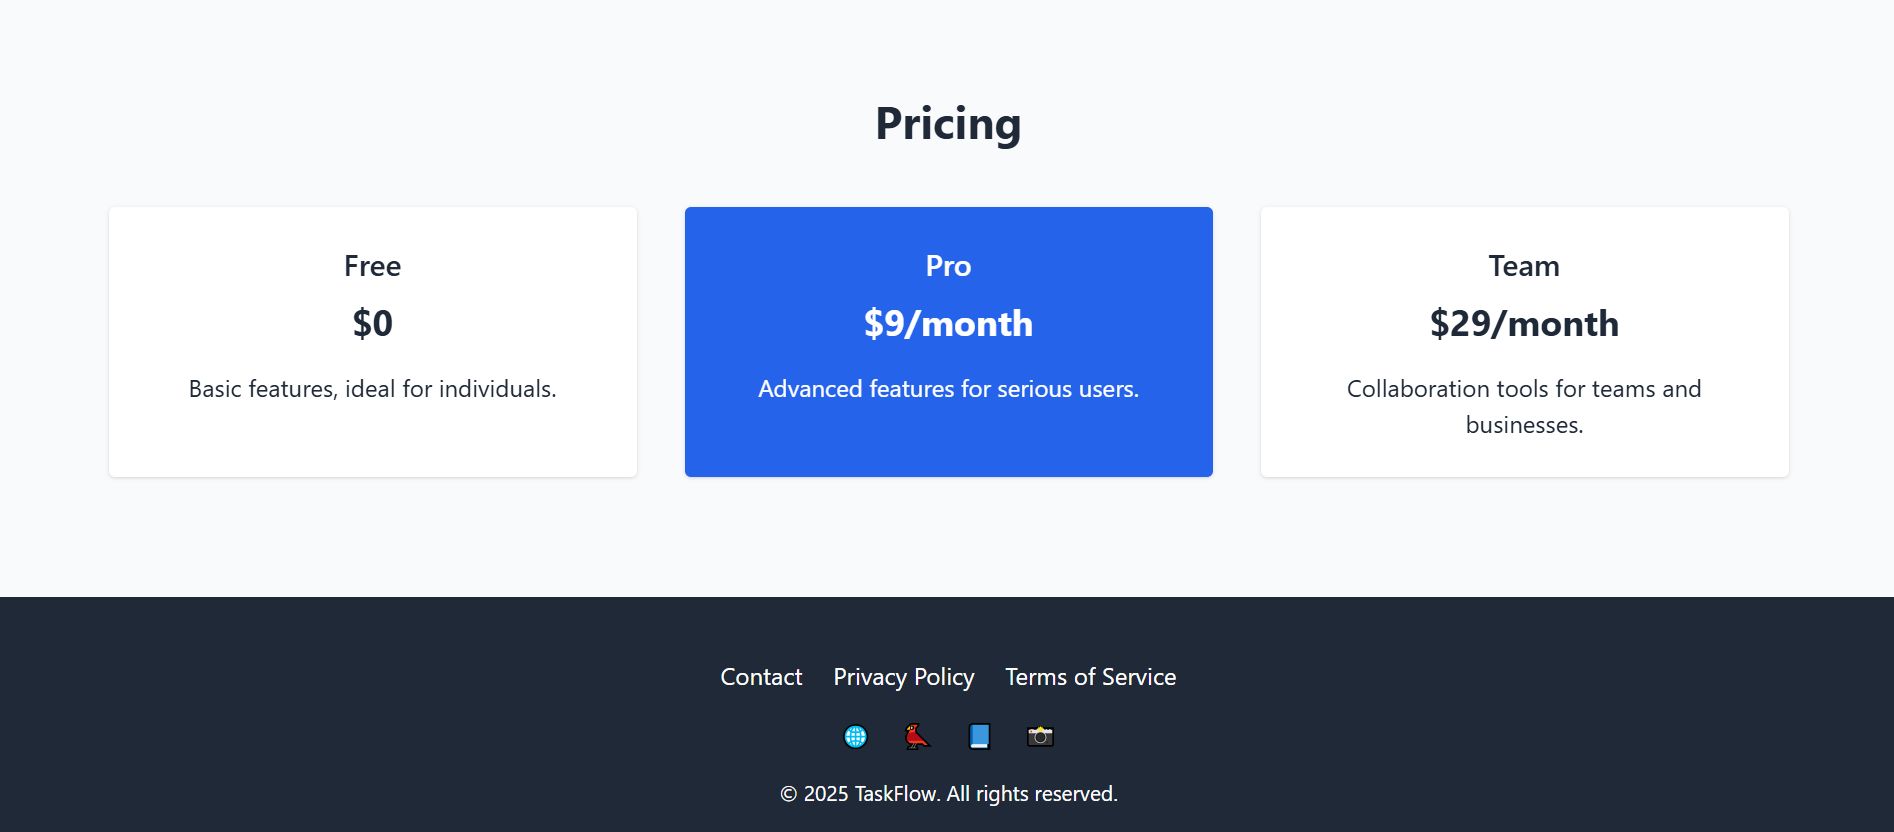 Pricing
Free
$0
Basic features, ideal for individuals.
Pro
$9/month
Advanced features for serious users.
Team
$29/month
Collaboration tools for teams and
businesses.
Contact Privacy Policy Terms of Service
© 2025 TaskFlow. All rights reserved.